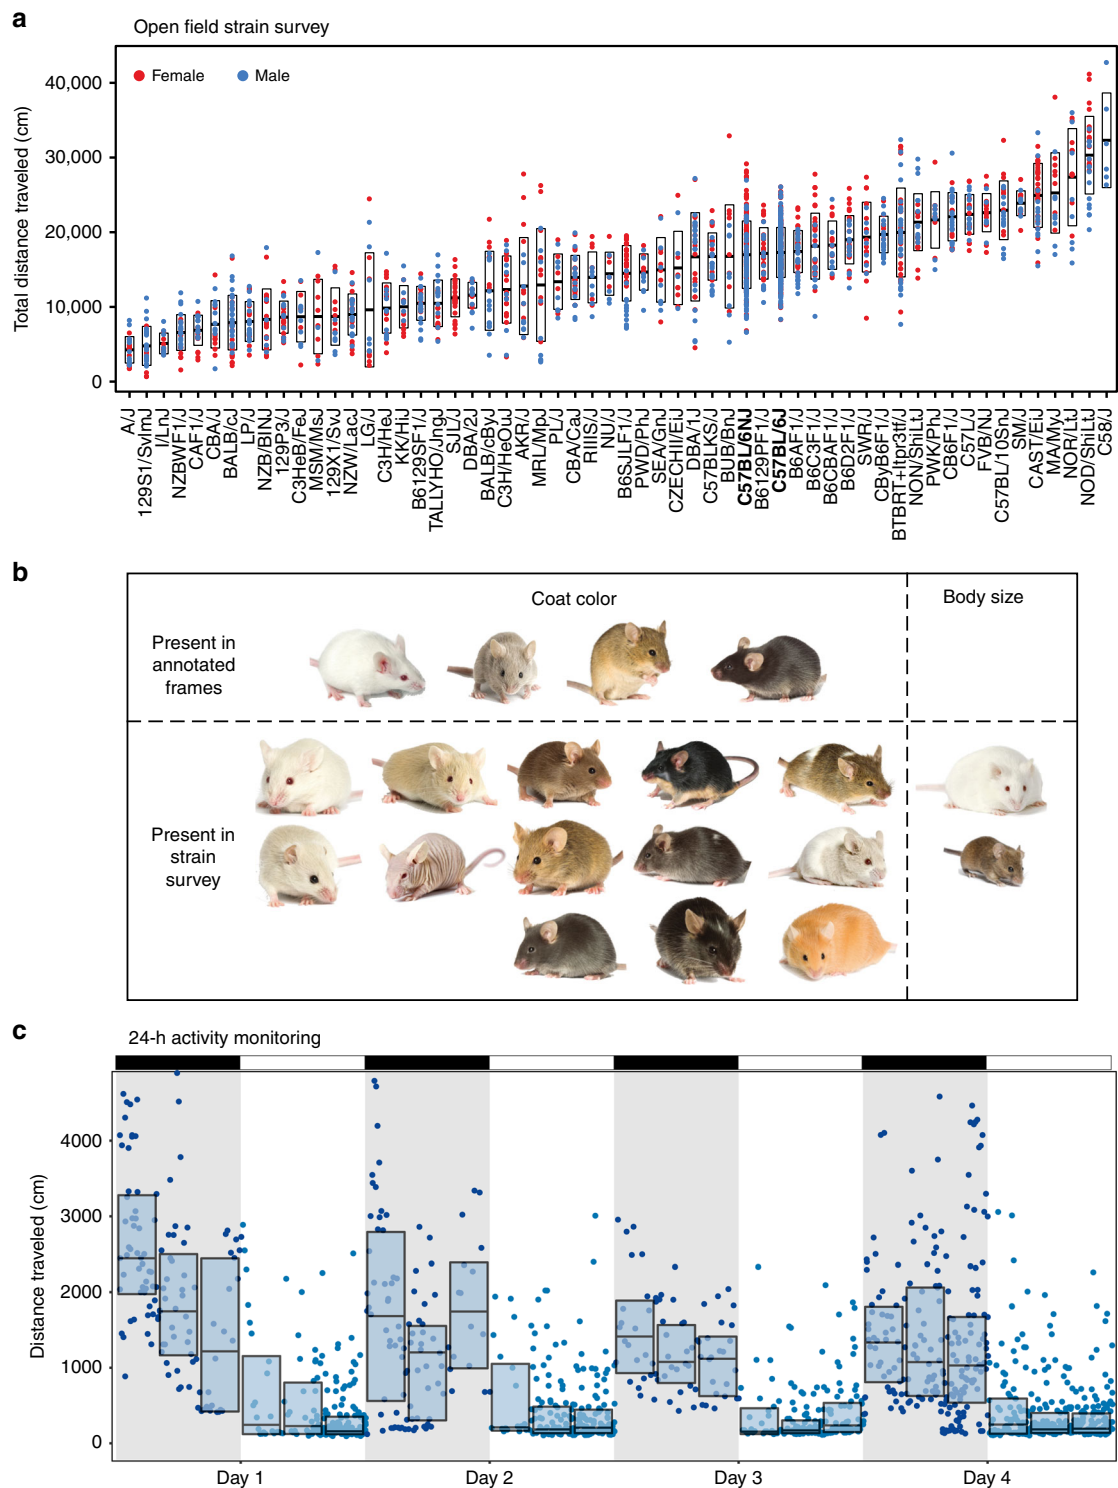 a
Open field strain survey
Female
Male
Total distance traveled (cm)
40,000
30,000
20,000
10,000
0
A/J
129S1/SvImJ
I/LnJ
NZBWF1/J
CAF1/J
CBA/J
BALB/cJ
LP/J
NZB/BINJ
129P3/J
C3HeB/FeJ
MSM/MsJ
129X1/SvJ
NZW/LacJ
LG/J
C3H/HeJ
KK/HiJ
B6129SF1/J
TALLYHO/JngJ
SJL/J
DBA/2J
BALB/cByJ
C3H/HeOuJ
AKR/J
MRL/MpJ
PL/J
CBA/CaJ
RIIIS/J
NU/J
B6SJLF1/J
PWD/PhJ
SEA/GnJ
CZECHII/EiJ
DBA/1J
C57BLKS/J
BUB/BnJ
C57BL/6NJ
B6129PF1/J
C57BL/6J
B6AF1/J
B6C3F1/J
B6CBAF1/J
B6D2F1/J
SWR/J
CByB6F1/J
BTBRT+Itpr3tf/J
NON/ShiLtJ
PWK/PhJ
CB6F1/J
C57L/J
FVB/NJ
C57BL/10SnJ
SM/J
CAST/EiJ
MA/MyJ
NOR/LtJ
NOD/ShiLtJ
C58/J
b
Coat color
Body size
Present in
annotated
frames
Present in
strain
survey
c
24-h activity monitoring
Distance traveled (cm)
4000
3000
2000
1000
0
Day 1
Day 2
Day 3
Day 4